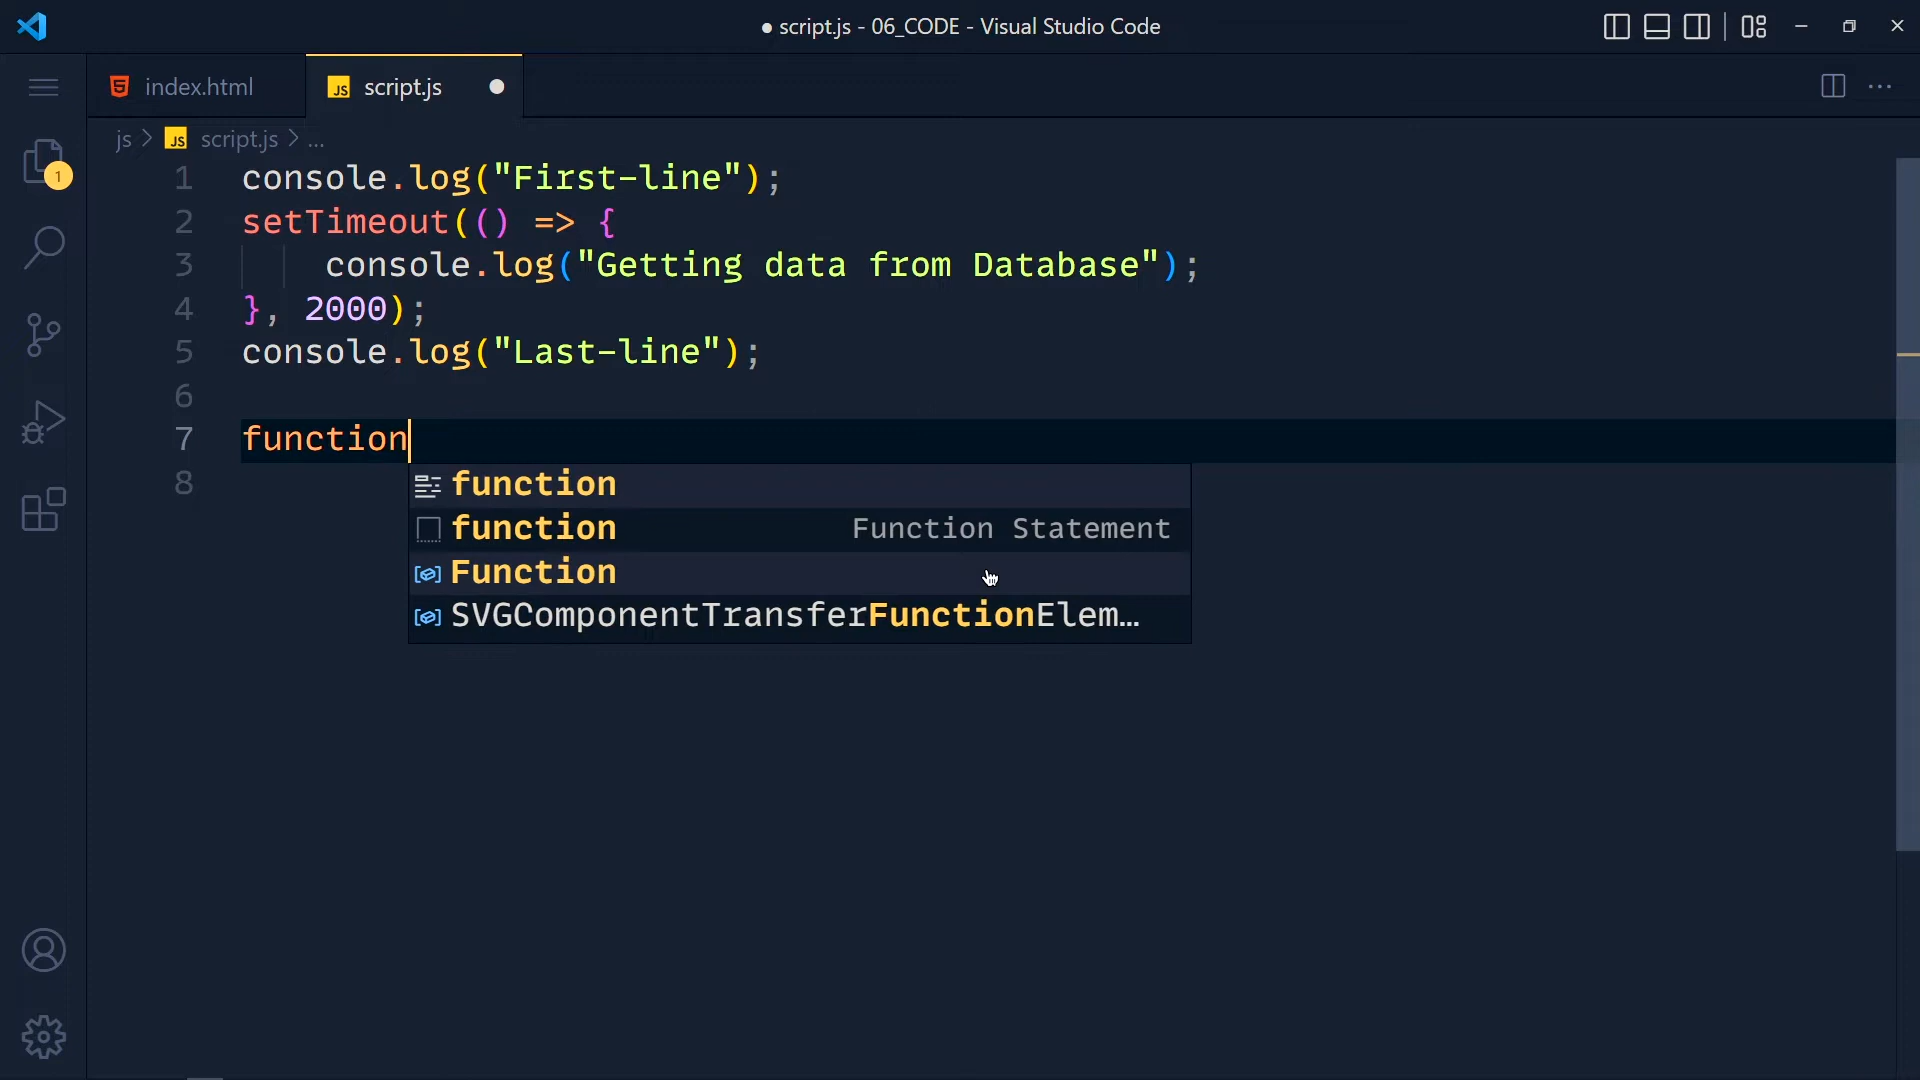 ● script.js - 06_CODE - Visual Studio Code
index.html
JS script.js ●
js > JS script.js > ...
1 console.log("First-line");
2 setTimeout(() => {
3 console.log("Getting data from Database");
4 }, 2000);
5 console.log("Last-line");
6
7 function
8
function
function Function Statement
Function
SVGComponentTransferFunctionElem…
1